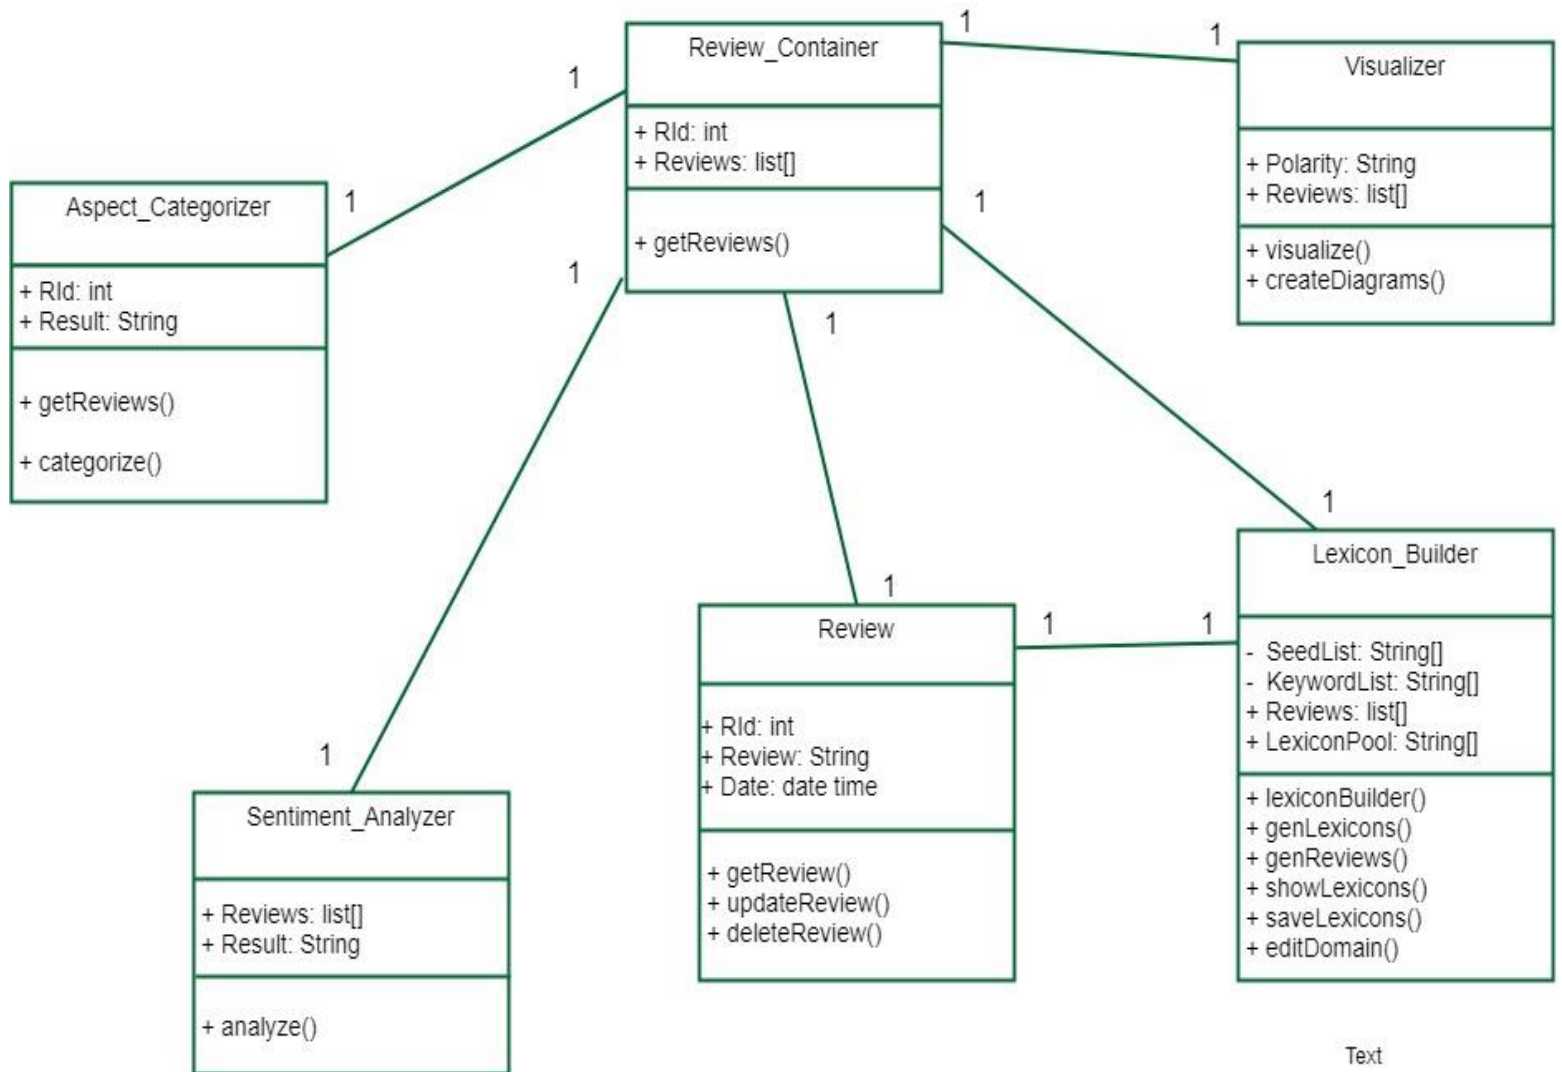 Review_Container
+ RId: int
+ Reviews: list[]
+ getReviews()
1
1
Visualizer
+ Polarity: String
+ Reviews: list[]
+ visualize()
+ createDiagrams()
1
1
Aspect_Categorizer
+ RId: int
+ Result: String
+ getReviews()
+ categorize()
1
1
1
1
1
1
Sentiment_Analyzer
+ Reviews: list[]
+ Result: String
+ analyze()
Review
+ RId: int
+ Review: String
+ Date: date time
+ getReview()
+ updateReview()
+ deleteReview()
1
1
Lexicon_Builder
- SeedList: String[]
- KeywordList: String[]
+ Reviews: list[]
+ LexiconPool: String[]
+ lexiconBuilder()
+ genLexicons()
+ genReviews()
+ showLexicons()
+ saveLexicons()
+ editDomain()
Text